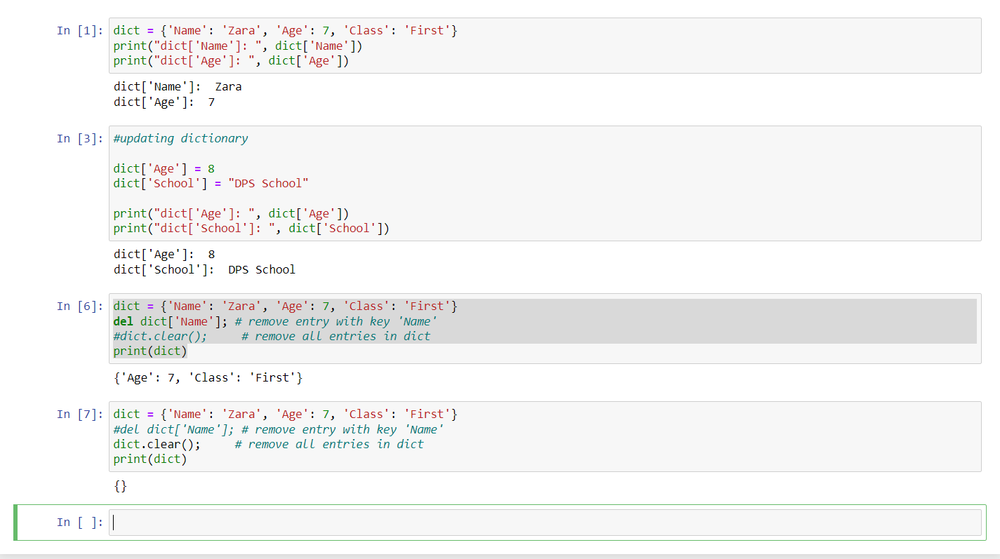 In [1]: dict = {'Name': 'Zara', 'Age': 7, 'Class': 'First'}
print("dict['Name']: ", dict['Name'])
print("dict['Age']: ", dict['Age'])
dict['Name']:  Zara
dict['Age']:  7
In [3]: #updating dictionary
dict['Age'] = 8
dict['School'] = "DPS School"
print("dict['Age']: ", dict['Age'])
print("dict['School']: ", dict['School'])
dict['Age']:  8
dict['School']:  DPS School
In [6]: dict = {'Name': 'Zara', 'Age': 7, 'Class': 'First'}
del dict['Name']; # remove entry with key 'Name'
#dict.clear();     # remove all entries in dict
print(dict)
{'Age': 7, 'Class': 'First'}
In [7]: dict = {'Name': 'Zara', 'Age': 7, 'Class': 'First'}
#del dict['Name']; # remove entry with key 'Name'
dict.clear();     # remove all entries in dict
print(dict)
{}
In [ ]: